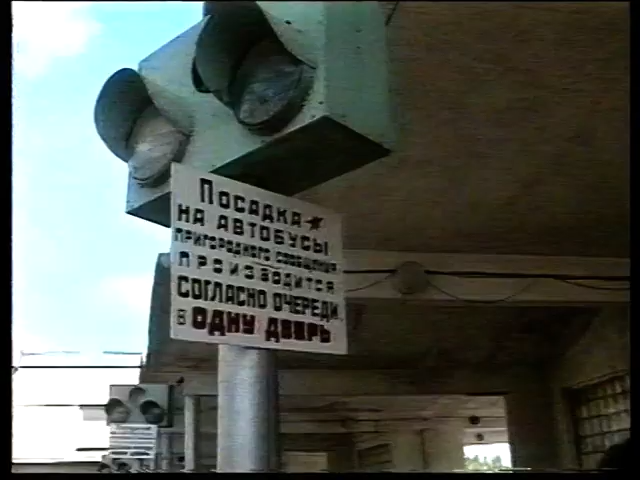 Посадка
на автобусы
пригородного сообщения
производится
согласно очереди
в одну дверь